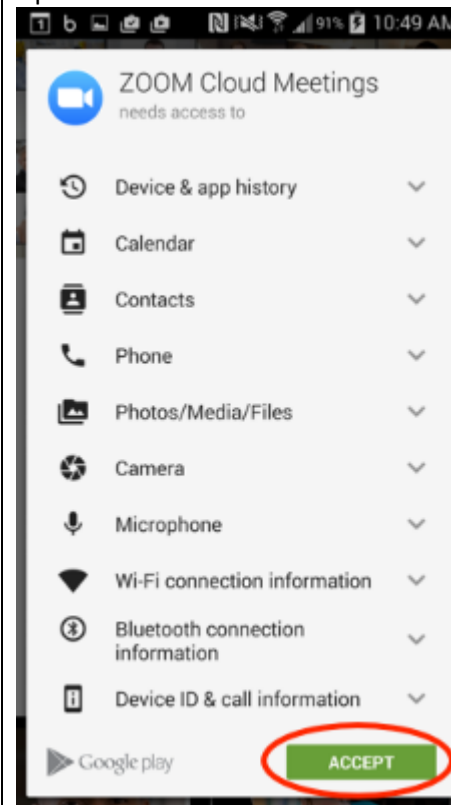 91% 10:49 AM
ZOOM Cloud Meetings
needs access to
Device & app history
Calendar
Contacts
Phone
Photos/Media/Files
Camera
Microphone
Wi-Fi connection information
Bluetooth connection
information
Device ID & call information
Google play
ACCEPT